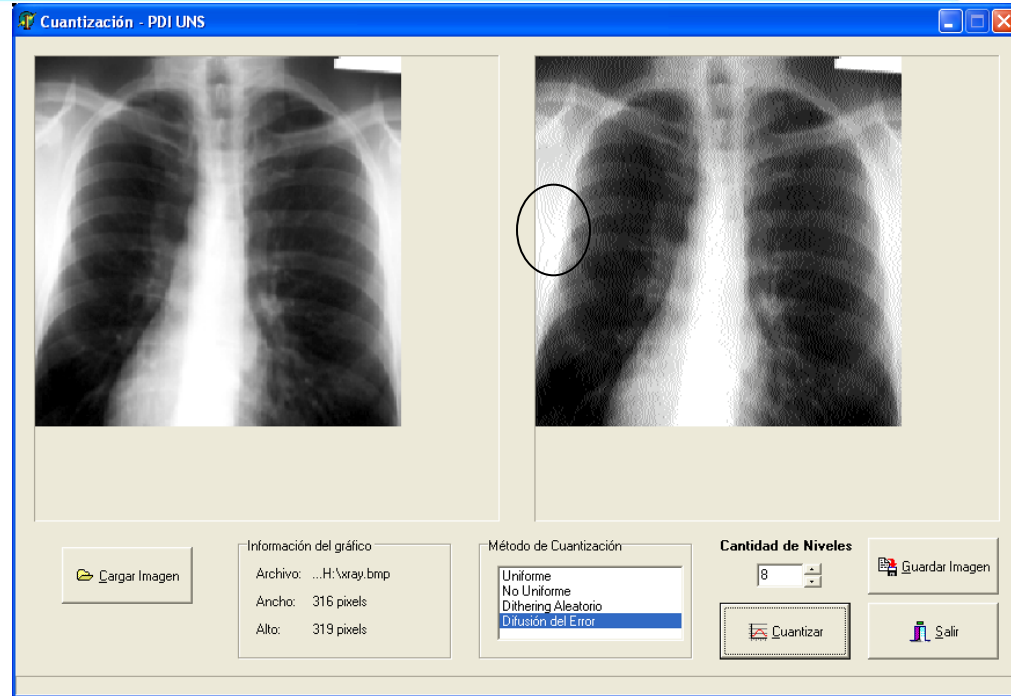 Cuantización - PDI UNS
Cargar Imagen
Información del gráfico
Archivo: ...H:\xray.bmp
Ancho: 316 pixels
Alto: 319 pixels
Método de Cuantización
Uniforme
No Uniforme
Dithering Aleatorio
Difusión del Error
Cantidad de Niveles
8
Cuantizar
Guardar Imagen
Salir